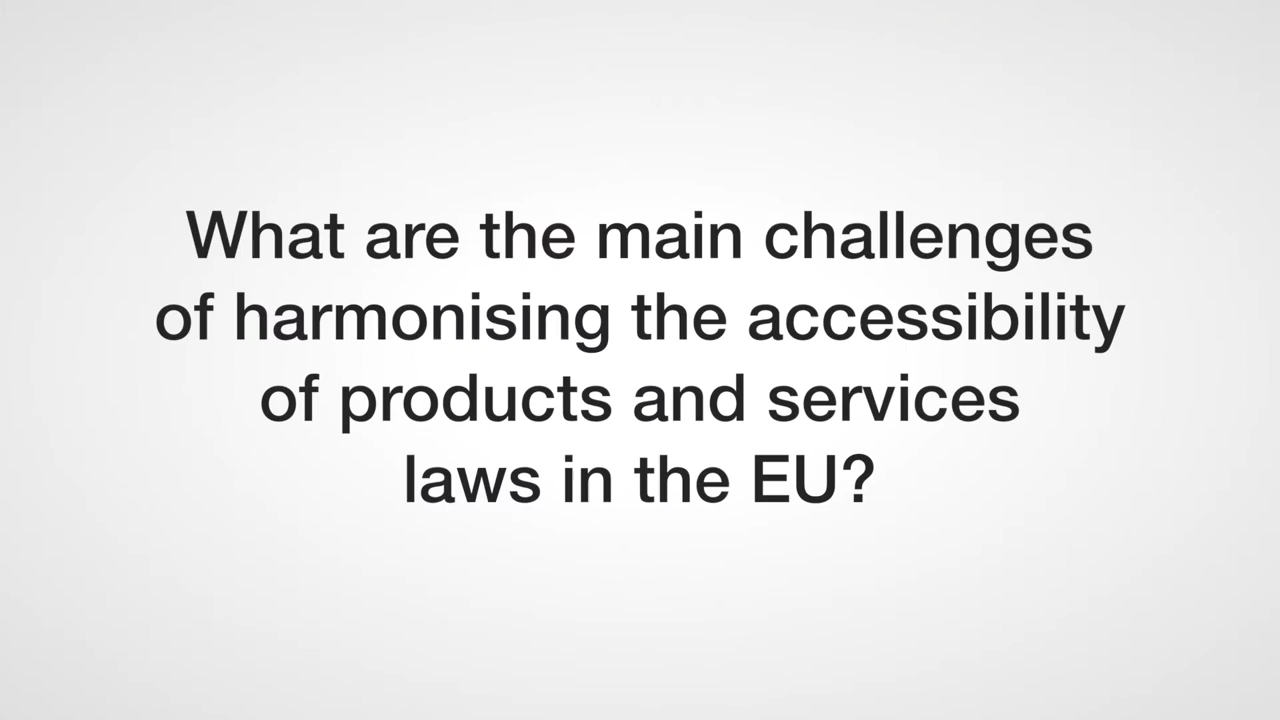 What are the main challenges
of harmonising the accessibility
of products and services
laws in the EU?